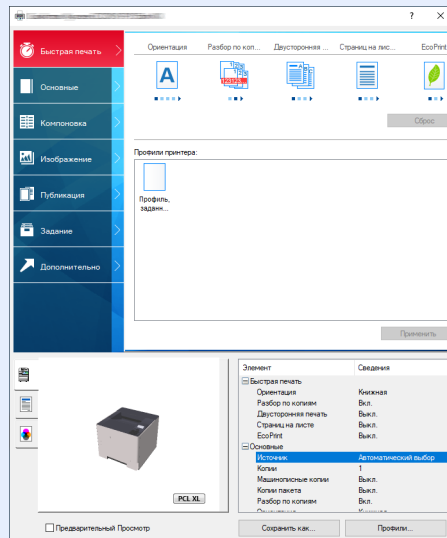 ? ×
Быстрая печать
Основные
Компоновка
Изображение
Публикация
Задание
Дополнительно
Ориентация Разбор по коп... Двусторонняя ... Страниц на лис... EcoPrint
A
Сброс
Профили принтера:
Профиль,
заданн...
Применить
PCL XL
Предварительный Просмотр
Элемент Сведения
Быстрая печать
Ориентация Книжная
Разбор по копиям Вкл.
Двусторонняя печать Выкл.
Страниц на листе Выкл.
EcoPrint Выкл.
Основные
Источник Автоматический выбор
Копии 1
Машинописные копии Выкл.
Копии пакета Выкл.
Разбор по копиям Вкл.
Сохранить как... Профили...